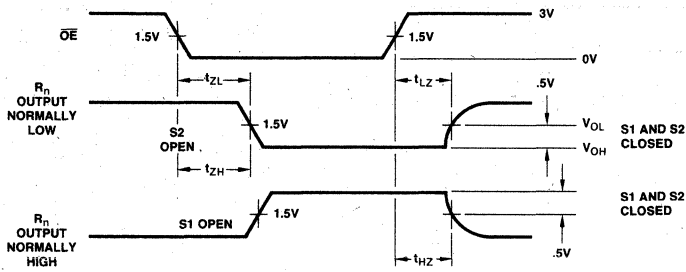 3V
OE
1.5V
1.5V
0V
tZL
tLZ
.5V
Rn
OUTPUT
NORMALLY
LOW
S2
OPEN
1.5V
VOL
VOH
S1 AND S2
CLOSED
tZH
Rn
OUTPUT
NORMALLY
HIGH
S1 OPEN
1.5V
S1 AND S2
CLOSED
.5V
tHZ